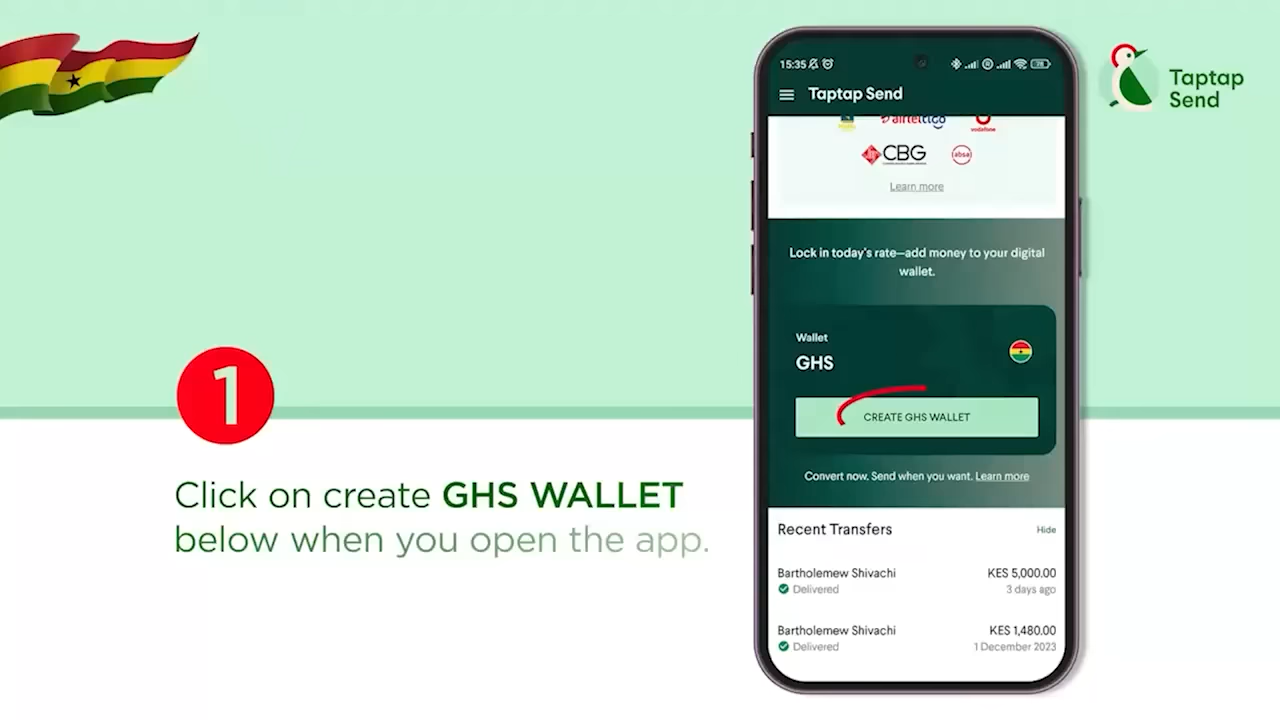 1
Click on create GHS WALLET
below when you open the app.
15:35
78
Taptap Send
airteltigo
vodafone
CBG
absa
Learn more
Lock in today's rate—add money to your digital
wallet.
Wallet
GHS
CREATE GHS WALLET
Convert now. Send when you want. Learn more
Recent Transfers
Hide
Bartholemew Shivachi
KES 5,000.00
Delivered
3 days ago
Bartholemew Shivachi
KES 1,480.00
Delivered
1 December 2023
Taptap
Send